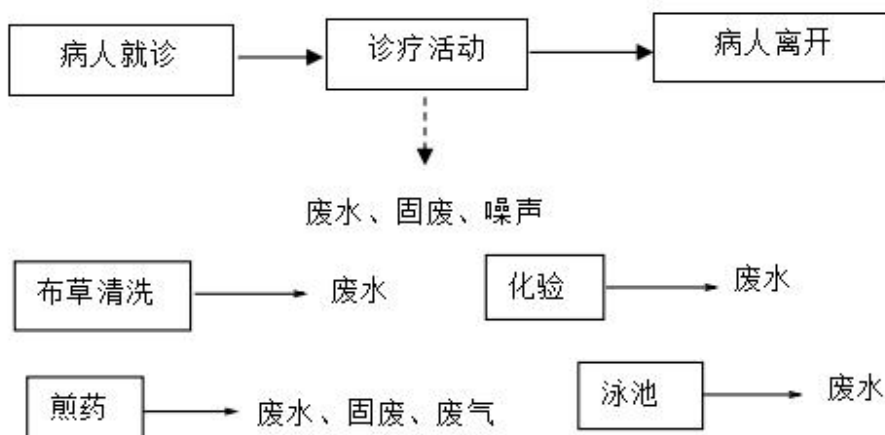 病人就诊
诊疗活动
病人离开
废水、固废、噪声
布草清洗
废水
化验
废水
煎药
废水、固废、废气
泳池
废水